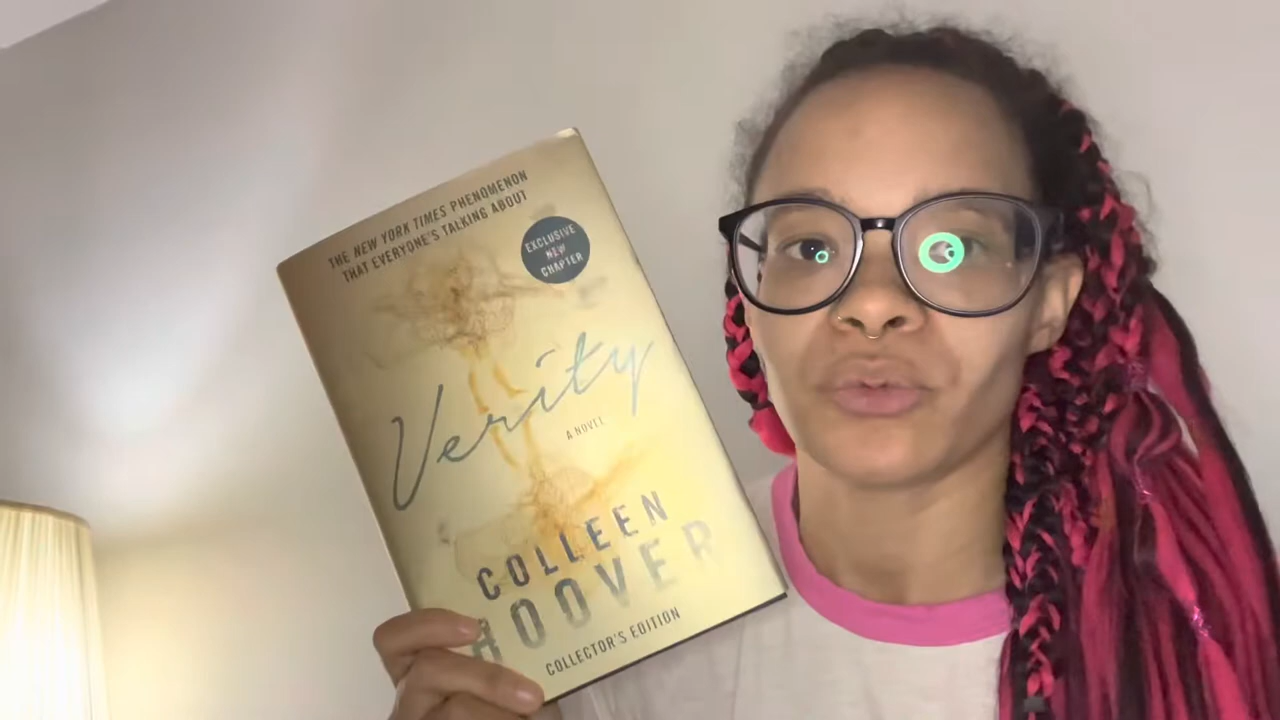 THE NEW YORK TIMES PHENOMENON
THAT EVERYONE'S TALKING ABOUT
EXCLUSIVE
NEW
CHAPTER
Verity
A NOVEL
COLLEEN
HOOVER
COLLECTOR'S EDITION